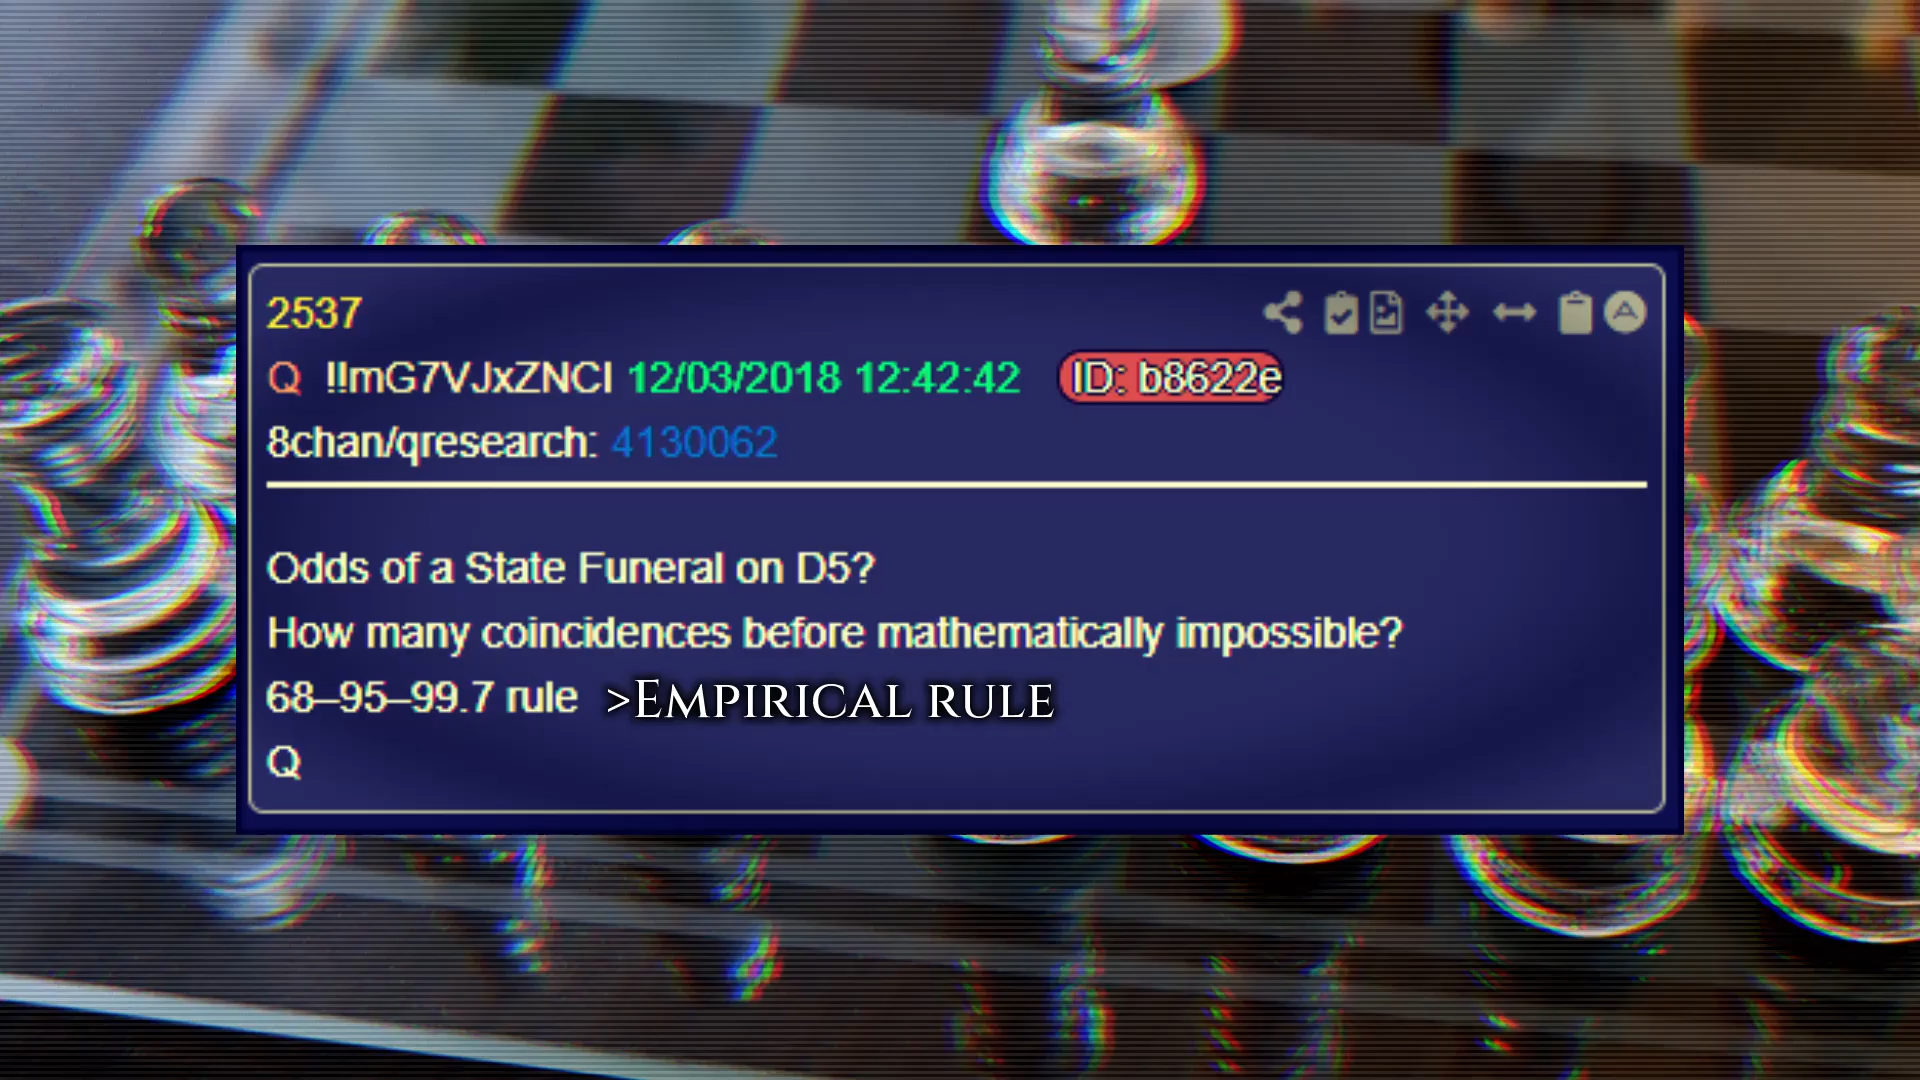 2537
Q !!mG7VJxZNCI 12/03/2018 12:42:42 ID: b8622e
8chan/qresearch: 4130062
Odds of a State Funeral on D5?
How many coincidences before mathematically impossible?
68–95–99.7 rule >Empirical rule
Q